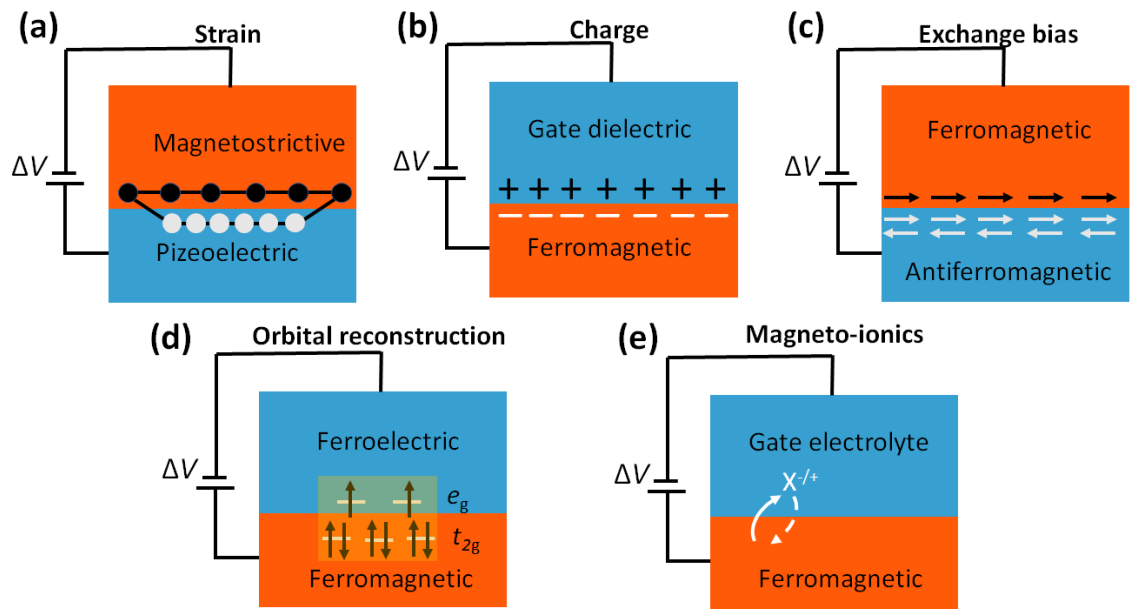 (a)
Strain
Magnetostrictive
ΔV
Pizeoelectric
(b)
Charge
Gate dielectric
ΔV
+ + + + + + +
− − − − − − −
Ferromagnetic
(c)
Exchange bias
Ferromagnetic
ΔV
Antiferromagnetic
(d)
Orbital reconstruction
Ferroelectric
ΔV
eg
t2g
Ferromagnetic
(e)
Magneto-ionics
Gate electrolyte
ΔV
X-/+
Ferromagnetic